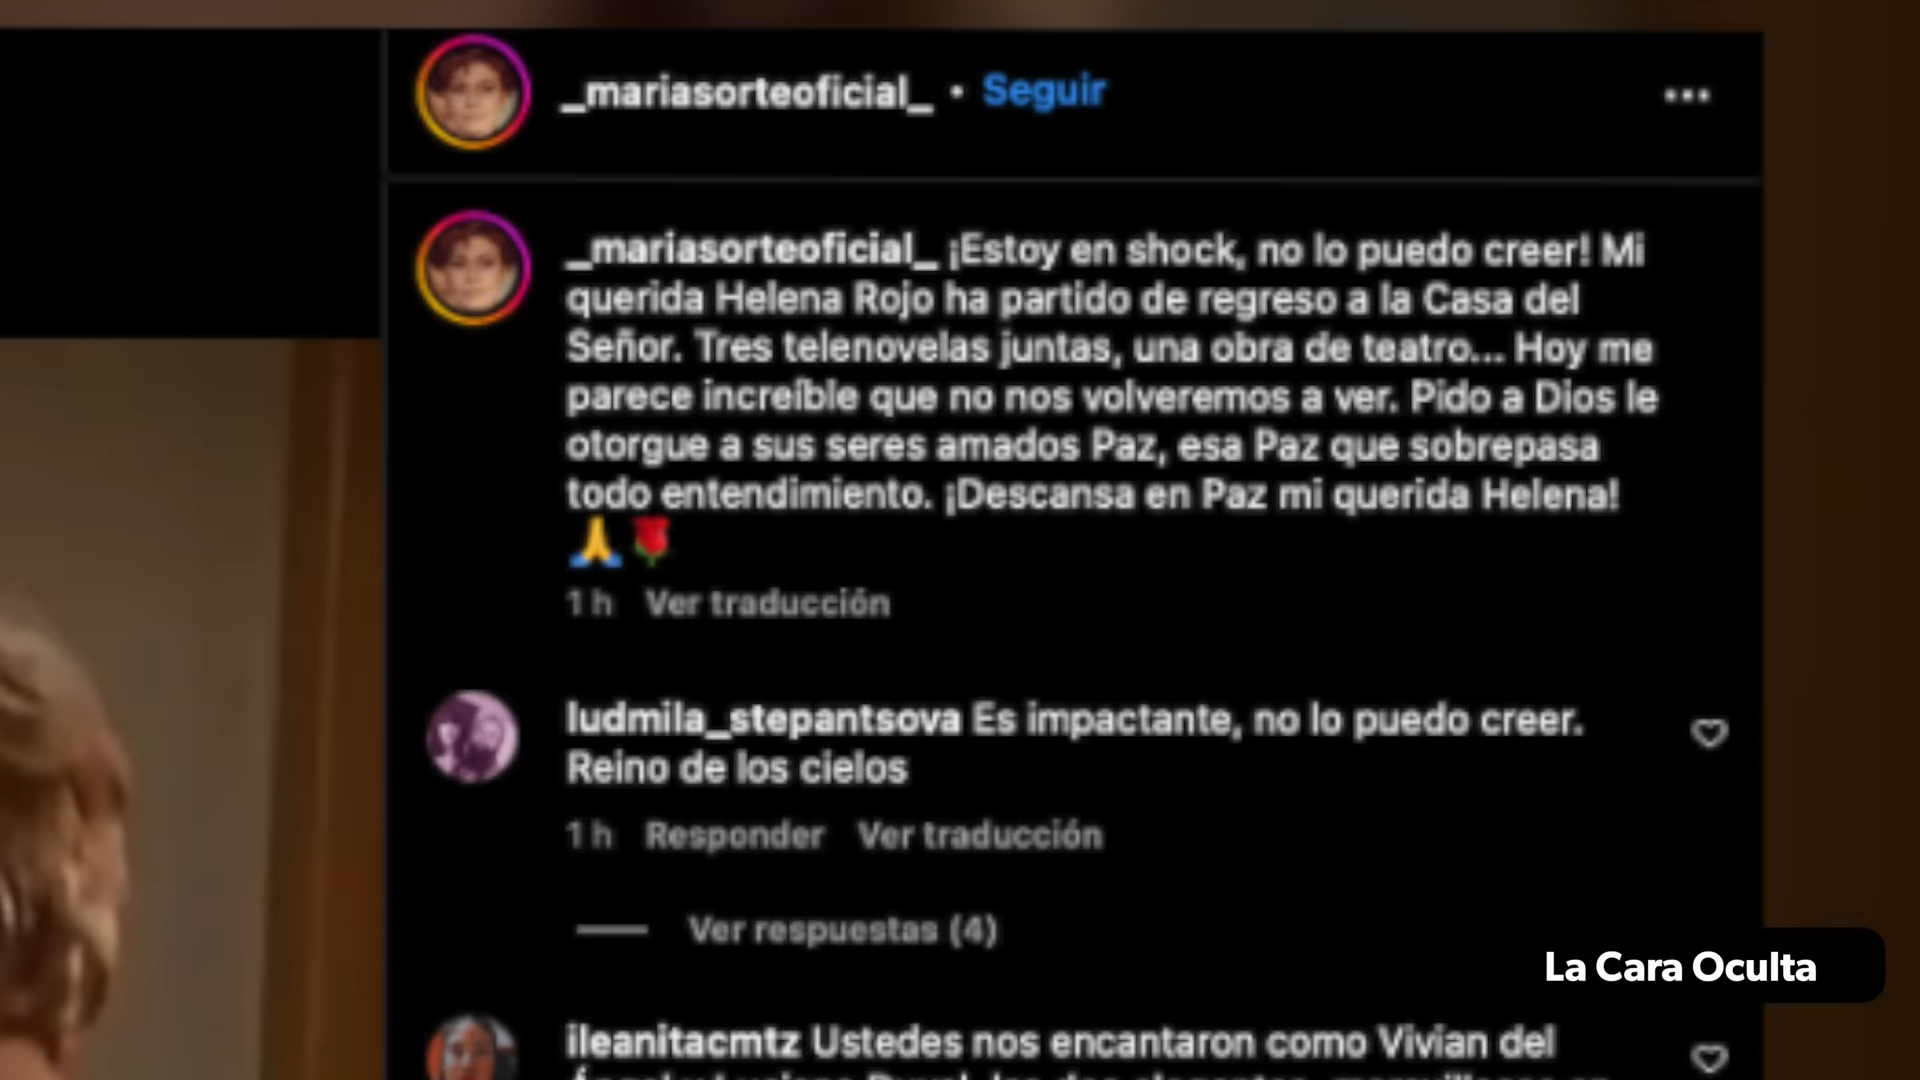 _mariasorteoficial_ • Seguir
_mariasorteoficial_ ¡Estoy en shock, no lo puedo creer! Mi
querida Helena Rojo ha partido de regreso a la Casa del
Señor. Tres telenovelas juntas, una obra de teatro... Hoy me
parece increíble que no nos volveremos a ver. Pido a Dios le
otorgue a sus seres amados Paz, esa Paz que sobrepasa
todo entendimiento. ¡Descansa en Paz mi querida Helena!
🙏🌹
1 h Ver traducción
ludmila_stepantsova Es impactante, no lo puedo creer.
Reino de los cielos
1 h Responder Ver traducción
Ver respuestas (4)
La Cara Oculta
ileanitacmtz Ustedes nos encantaron como Vivian del